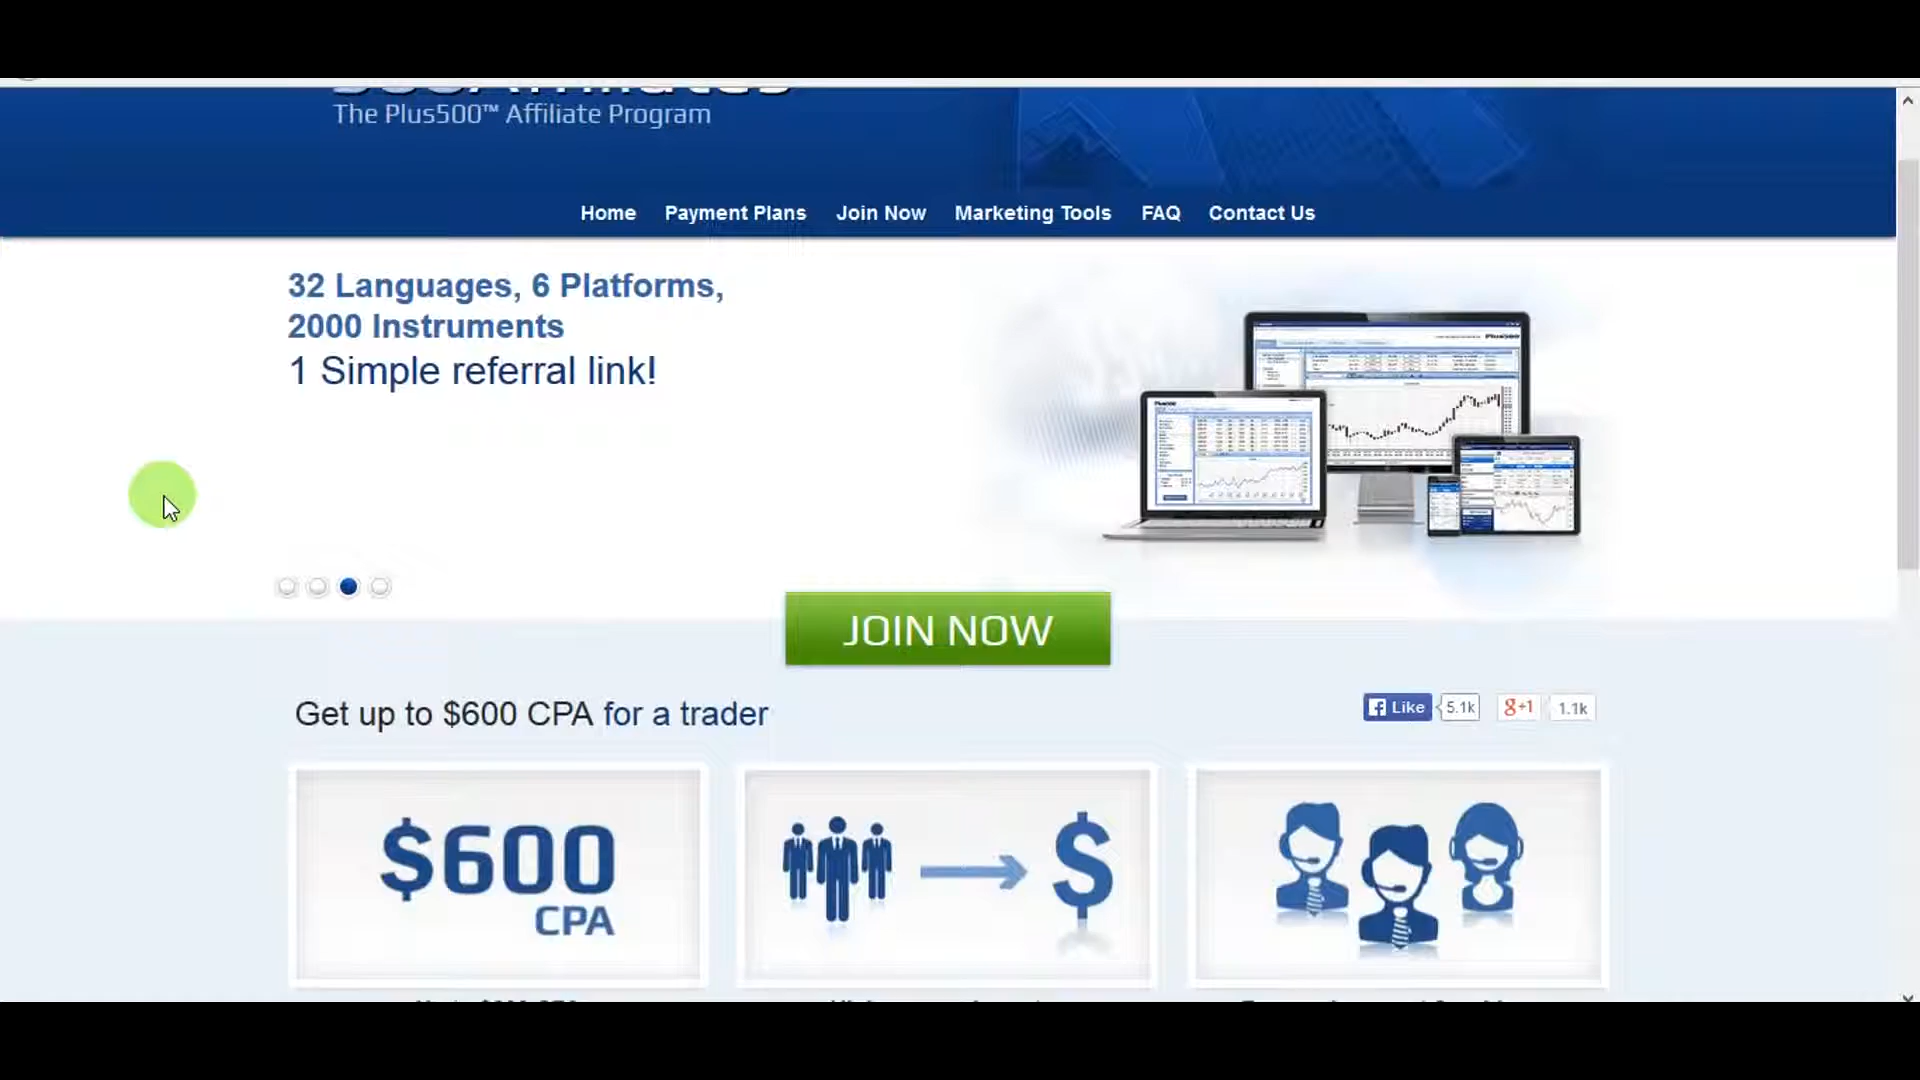 The Plus500™ Affiliate Program
Home Payment Plans Join Now Marketing Tools FAQ Contact Us
32 Languages, 6 Platforms,
2000 Instruments
1 Simple referral link!
JOIN NOW
Get up to $600 CPA for a trader
Like 5.1k +1 1.1k
$600
CPA
$